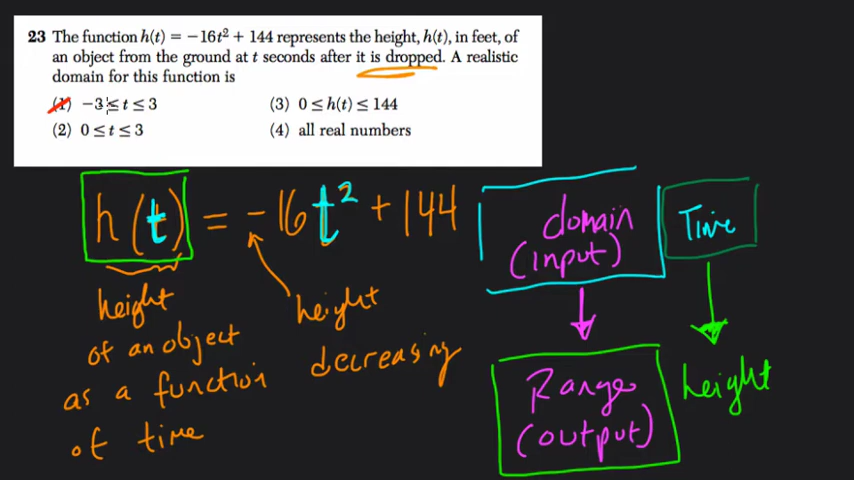 23 The function h(t) = −16t² + 144 represents the height, h(t), in feet, of
an object from the ground at t seconds after it is dropped. A realistic
domain for this function is
(1) −3 ≤ t ≤ 3
(3) 0 ≤ h(t) ≤ 144
(2) 0 ≤ t ≤ 3
(4) all real numbers
h(t) = −16t² + 144
domain
(input)
Time
height
of an object
as a function
of time
height
decreasing
Range
(output)
height